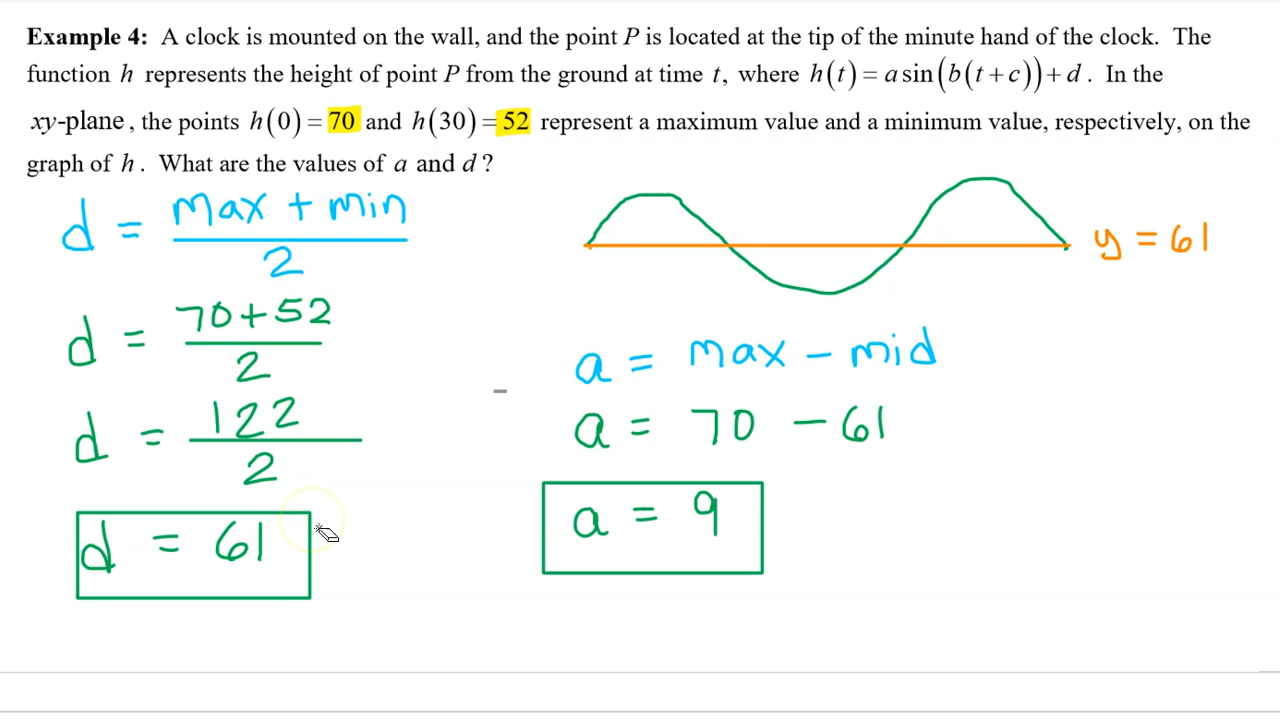 Example 4: A clock is mounted on the wall, and the point P is located at the tip of the minute hand of the clock. The
function h represents the height of point P from the ground at time t, where h(t) = a sin(b(t+c)) + d. In the
xy-plane, the points h(0) = 70 and h(30) = 52 represent a maximum value and a minimum value, respectively, on the
graph of h. What are the values of a and d?
d = max + min / 2
d = 70+52 / 2
d = 122 / 2
d = 61
y = 61
a = max - mid
a = 70 - 61
a = 9